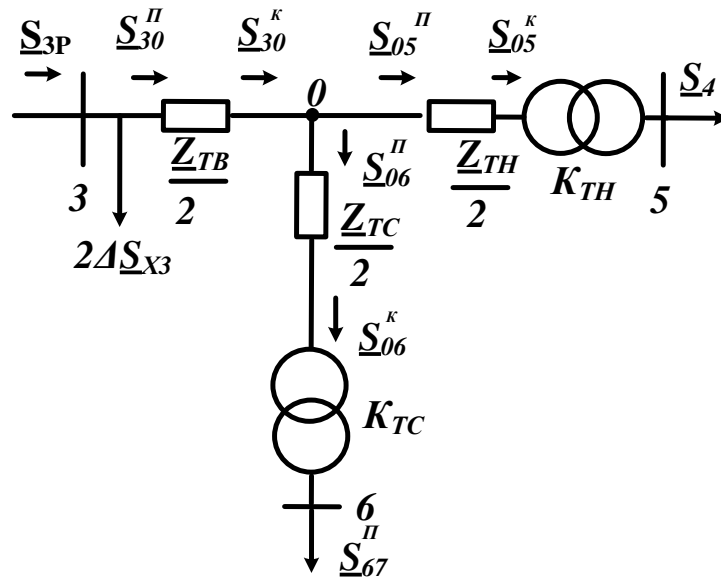 S3P S30П S30к S05П S05к
0 S4
ZTB/2 ZTH/2
3 S06П KTH 5
2ΔSX3 ZTC/2
S06к
KTC
6
S67П